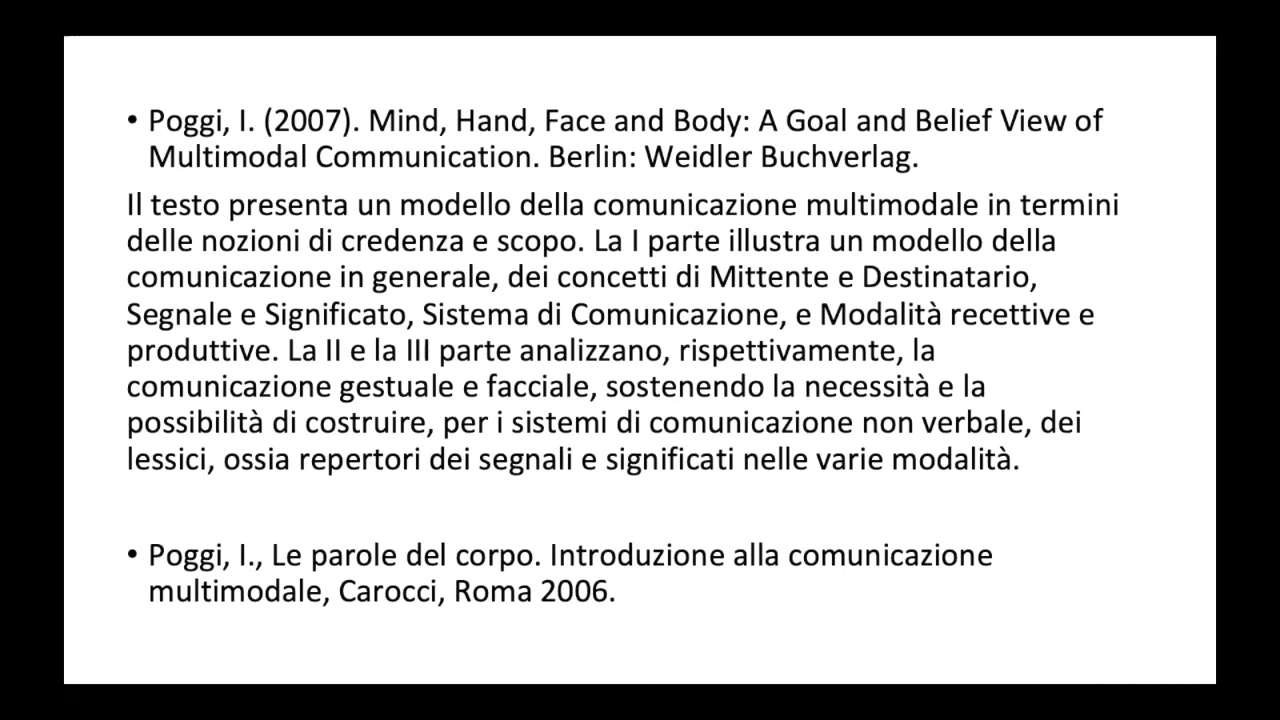 • Poggi, I. (2007). Mind, Hand, Face and Body: A Goal and Belief View of
Multimodal Communication. Berlin: Weidler Buchverlag.
Il testo presenta un modello della comunicazione multimodale in termini
delle nozioni di credenza e scopo. La I parte illustra un modello della
comunicazione in generale, dei concetti di Mittente e Destinatario,
Segnale e Significato, Sistema di Comunicazione, e Modalità recettive e
produttive. La II e la III parte analizzano, rispettivamente, la
comunicazione gestuale e facciale, sostenendo la necessità e la
possibilità di costruire, per i sistemi di comunicazione non verbale, dei
lessici, ossia repertori dei segnali e significati nelle varie modalità.
• Poggi, I., Le parole del corpo. Introduzione alla comunicazione
multimodale, Carocci, Roma 2006.